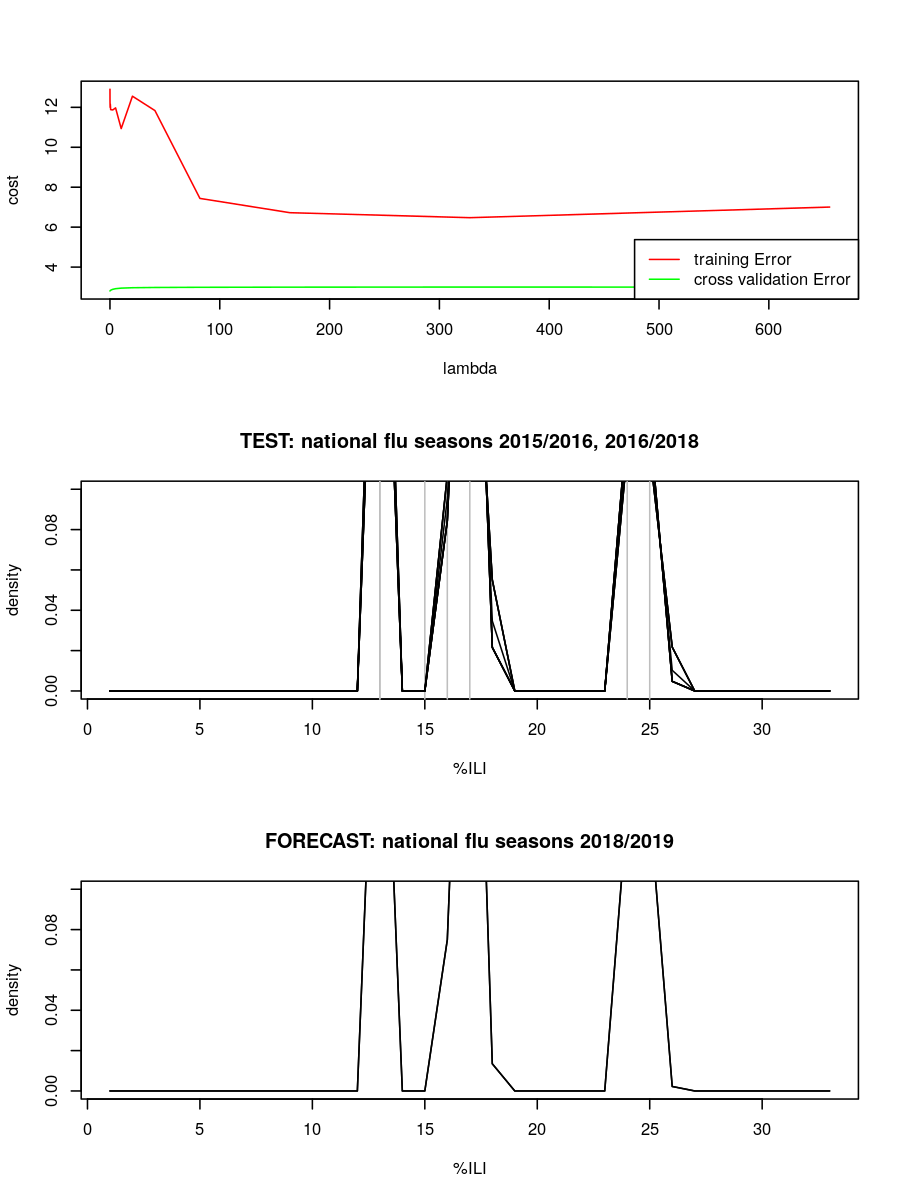 cost
4
6
8
10
12
training Error
cross validation Error
0 100 200 300 400 500 600
lambda
TEST: national flu seasons 2015/2016, 2016/2018
density
0.00 0.04 0.08
0 5 10 15 20 25 30
%ILI
FORECAST: national flu seasons 2018/2019
density
0.00 0.04 0.08
0 5 10 15 20 25 30
%ILI